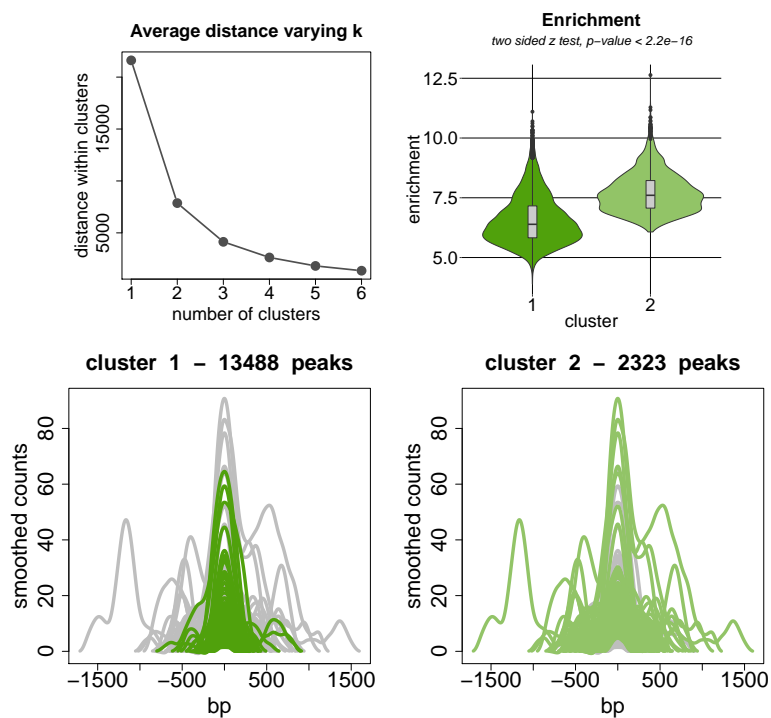 Average distance varying k
distance within clusters
15000
5000
1 2 3 4 5 6
number of clusters
Enrichment
two sided z test, p-value < 2.2e-16
enrichment
12.5
10.0
7.5
5.0
1 2
cluster
cluster 1 − 13488 peaks
smoothed counts
80
60
40
20
0
−1500 −500 500 1500
bp
cluster 2 − 2323 peaks
smoothed counts
80
60
40
20
0
−1500 −500 500 1500
bp